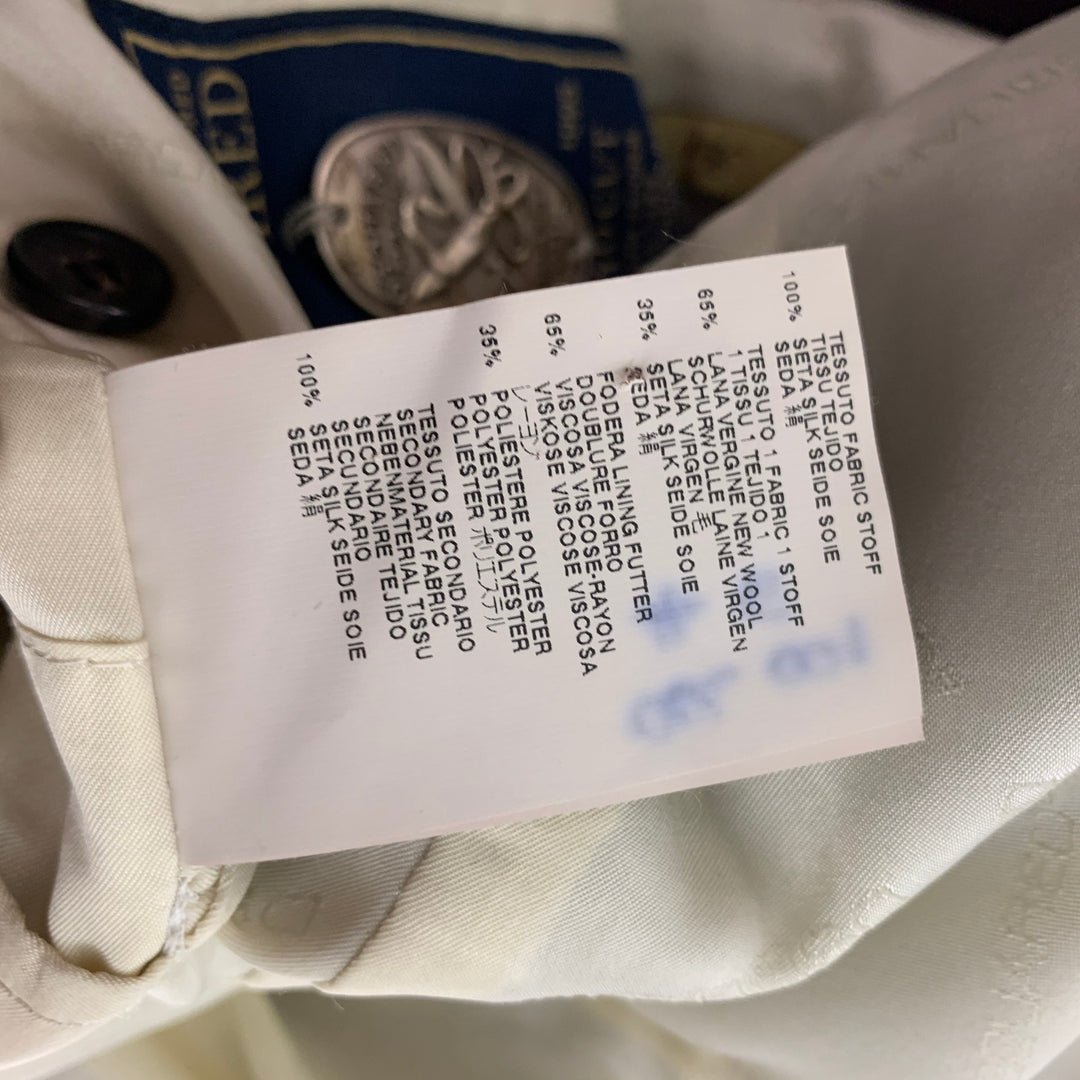 TESSUTO FABRIC STOFF
TISSU TEJIDO
100% SETA SILK SEIDE SOIE
SEDA 絹
TESSUTO 1 FABRIC 1 STOFF
1 TISSU 1 TEJIDO 1
65% LANA VERGINE NEW WOOL
SCHURWOLLE LAINE VIRGEN
LANA VIRGEN 毛
35% SETA SILK SEIDE SOIE
SEDA 絹
FODERA LINING FUTTER
DOUBLURE FORRO
65% VISCOSA VISCOSE-RAYON
VISKOSE VISCOSE VISCOSA
レーヨン
35% POLIESTERE POLYESTER
POLYESTER POLYESTER
POLIESTER ポリエステル
TESSUTO SECONDARIO
SECONDARY FABRIC
NEBENMATERIAL TISSU
SECONDAIRE TEJIDO
SECUNDARIO
100% SETA SILK SEIDE SOIE
SEDA 絹